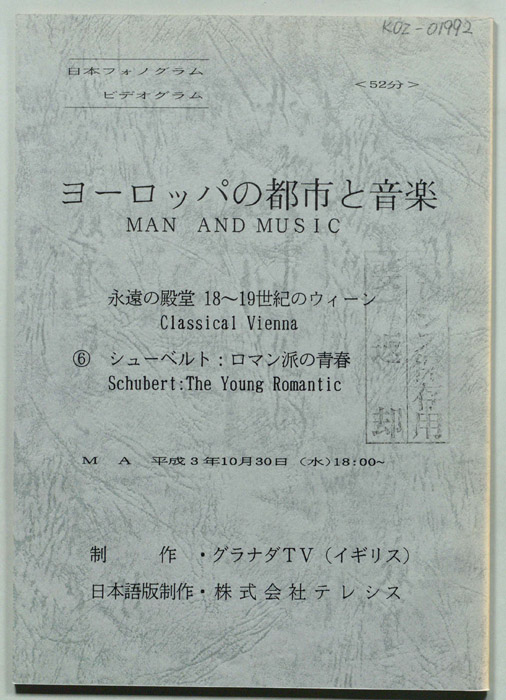 KOZ-01992
日本フォノグラム
ビデオグラム
＜52分＞
ヨーロッパの都市と音楽
MAN AND MUSIC
永遠の殿堂 18～19世紀のウィーン
Classical Vienna
⑥ シューベルト：ロマン派の青春
Schubert:The Young Romantic
ＭＡ 平成３年10月30日（水）18:00~
制作・グラナダTV（イギリス）
日本語版制作・株式会社テレシス